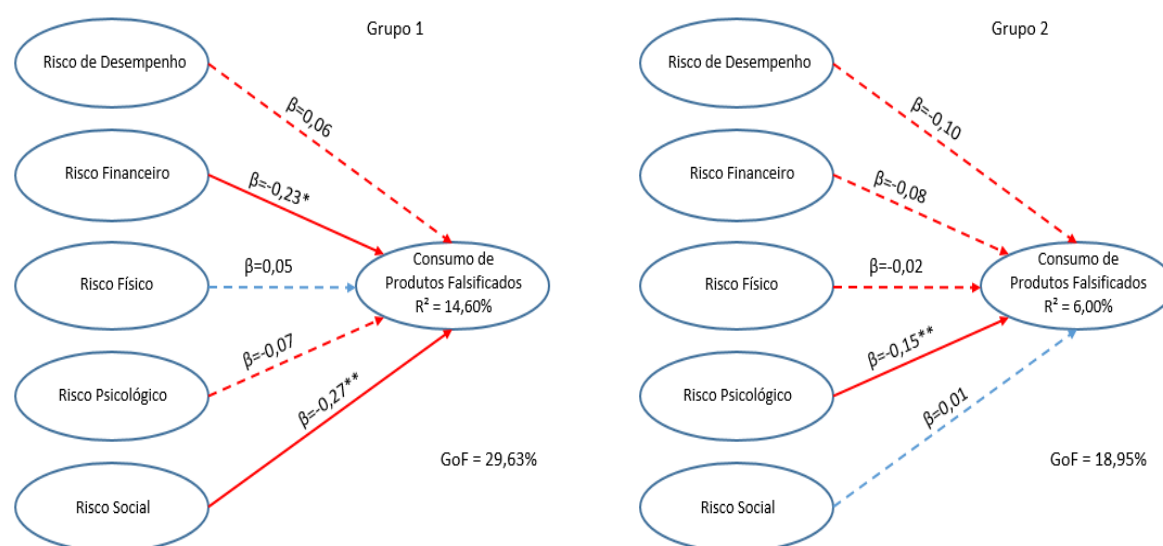 Grupo 1
Risco de Desempenho
β=0,06
Risco Financeiro
β=-0,23*
Risco Físico
β=0,05
Consumo de
Produtos Falsificados
R² = 14,60%
Risco Psicológico
β=-0,07
β=-0,27**
Risco Social
GoF = 29,63%
Grupo 2
Risco de Desempenho
β=-0,10
Risco Financeiro
β=-0,08
Risco Físico
β=-0,02
Consumo de
Produtos Falsificados
R² = 6,00%
Risco Psicológico
β=-0,15**
β=0,01
Risco Social
GoF = 18,95%